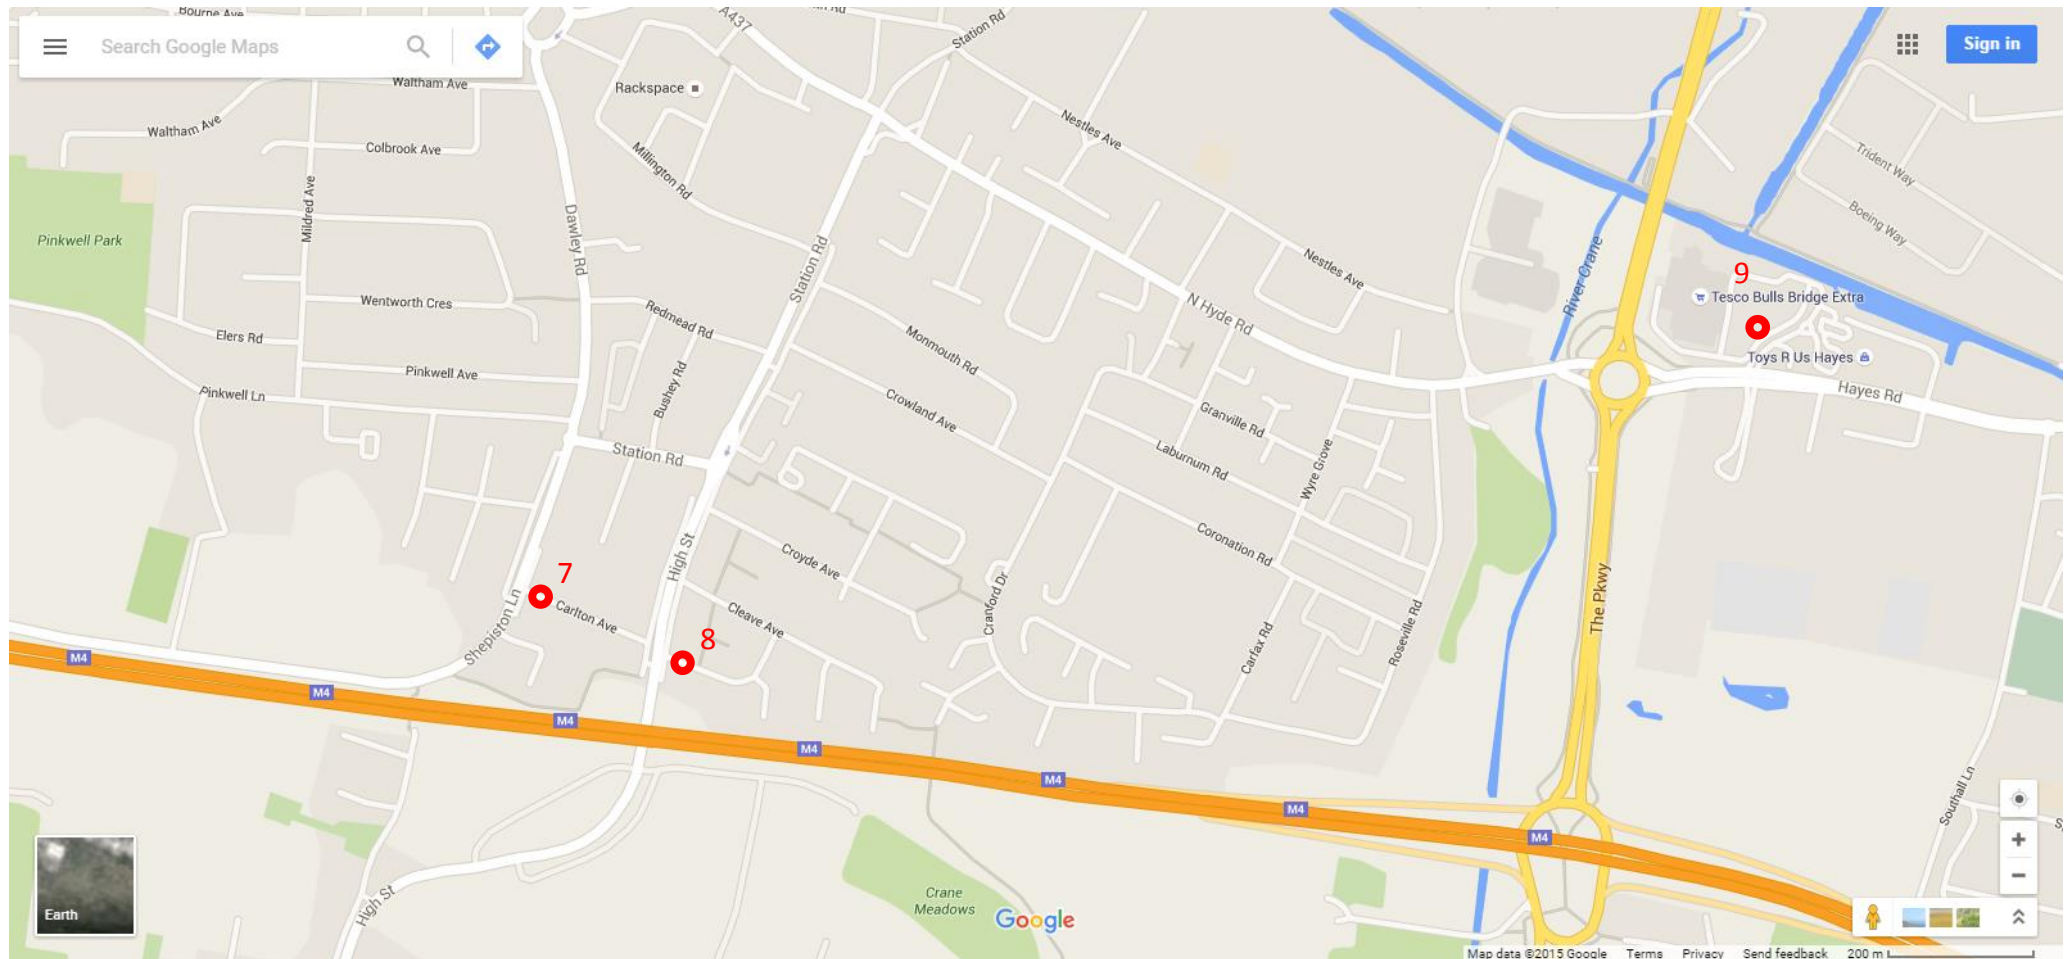 Bourne Ave
A437
Station Rd
Search Google Maps
Sign in
Waltham Ave
Rackspace
Waltham Ave
Colbrook Ave
Millington Rd
Nestles Ave
Trident Way
Boeing Way
Mildred Ave
Dawley Rd
Pinkwell Park
Station Rd
Nestles Ave
River Crane
9
Tesco Bulls Bridge Extra
Wentworth Cres
Redmead Rd
N Hyde Rd
Elers Rd
Monmouth Rd
Toys R Us Hayes
Pinkwell Ave
Bushey Rd
Hayes Rd
Pinkwell Ln
Crowland Ave
Granville Rd
Station Rd
Laburnum Rd
Wyre Grove
High St
Croyde Ave
Coronation Rd
7
Carlton Ave
Cleave Ave
Cranford Dr
The Pkwy
Shepiston Ln
8
Carfax Rd
Roseville Rd
M4
M4
M4
M4
M4
M4
M4
Southall Ln
Earth
High St
Crane
Meadows
Google
Map data ©2015 Google Terms Privacy Send feedback 200 m